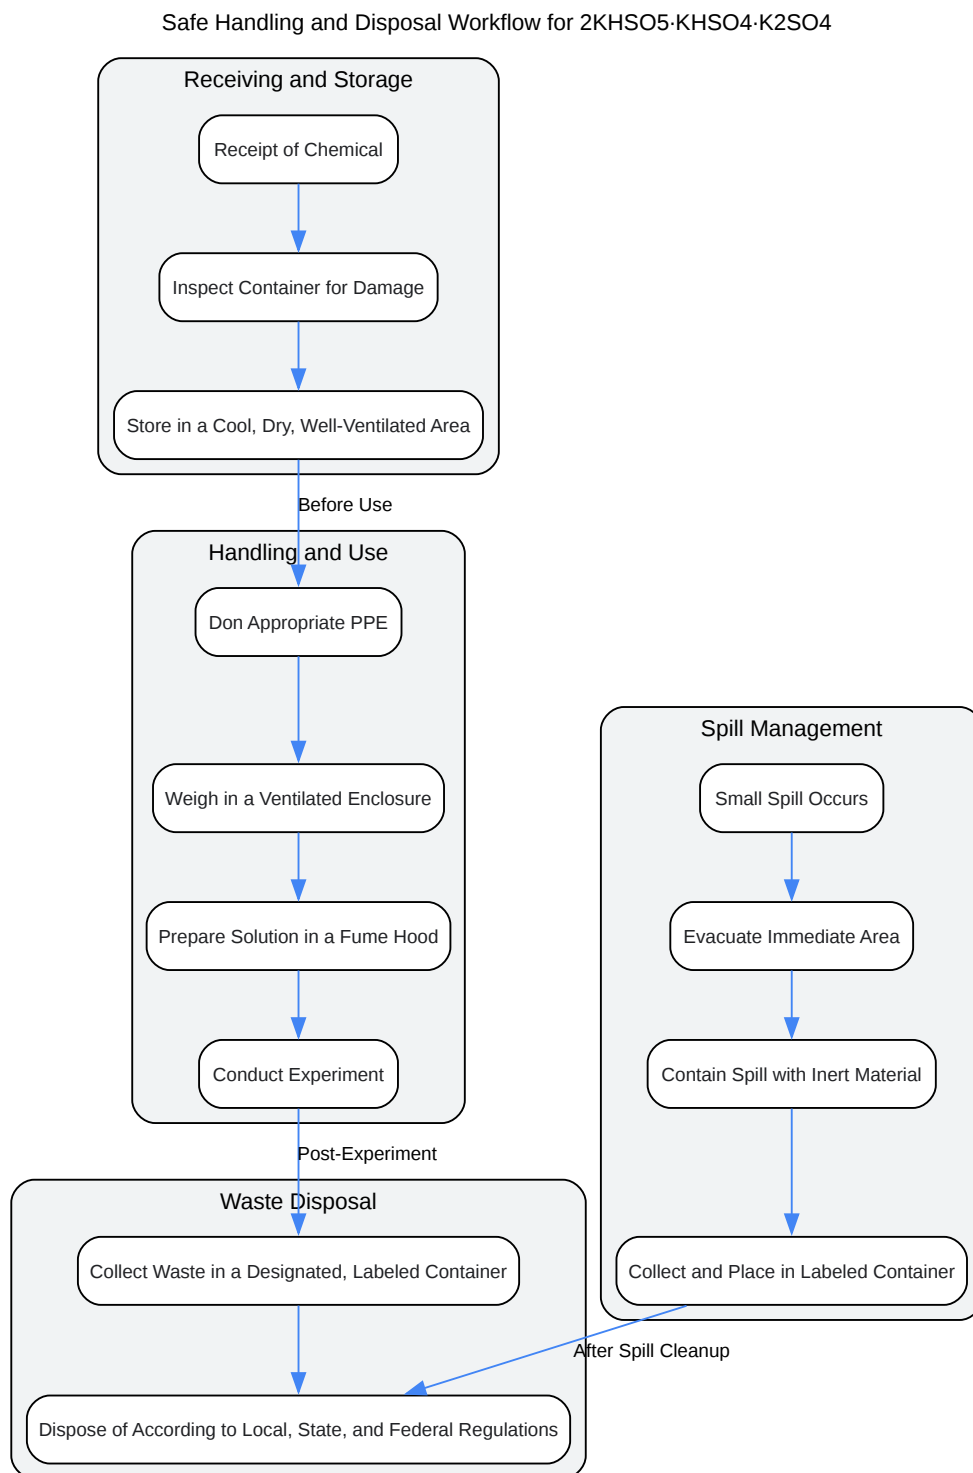 Safe Handling and Disposal Workflow for 2KHSO5·KHSO4·K2SO4
Receiving and Storage
Receipt of Chemical
Inspect Container for Damage
Store in a Cool, Dry, Well-Ventilated Area
Before Use
Handling and Use
Don Appropriate PPE
Weigh in a Ventilated Enclosure
Prepare Solution in a Fume Hood
Conduct Experiment
Post-Experiment
Spill Management
Small Spill Occurs
Evacuate Immediate Area
Contain Spill with Inert Material
Collect and Place in Labeled Container
After Spill Cleanup
Waste Disposal
Collect Waste in a Designated, Labeled Container
Dispose of According to Local, State, and Federal Regulations